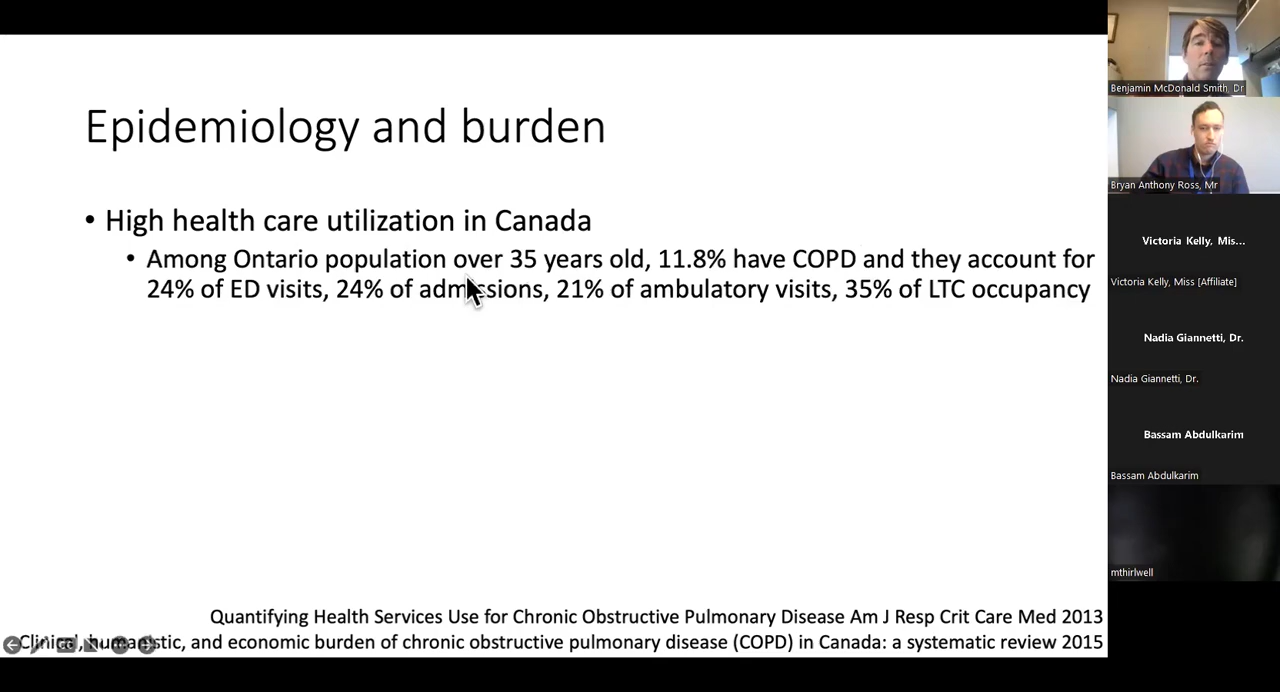 Epidemiology and burden
• High health care utilization in Canada
• Among Ontario population over 35 years old, 11.8% have COPD and they account for
24% of ED visits, 24% of admissions, 21% of ambulatory visits, 35% of LTC occupancy
Quantifying Health Services Use for Chronic Obstructive Pulmonary Disease Am J Resp Crit Care Med 2013
Clinical, humanistic, and economic burden of chronic obstructive pulmonary disease (COPD) in Canada: a systematic review 2015
Benjamin McDonald Smith, Dr
Bryan Anthony Ross, Mr
Victoria Kelly, Mis...
Victoria Kelly, Miss [Affiliate]
Nadia Giannetti, Dr.
Nadia Giannetti, Dr.
Bassam Abdulkarim
Bassam Abdulkarim
mthirlwell